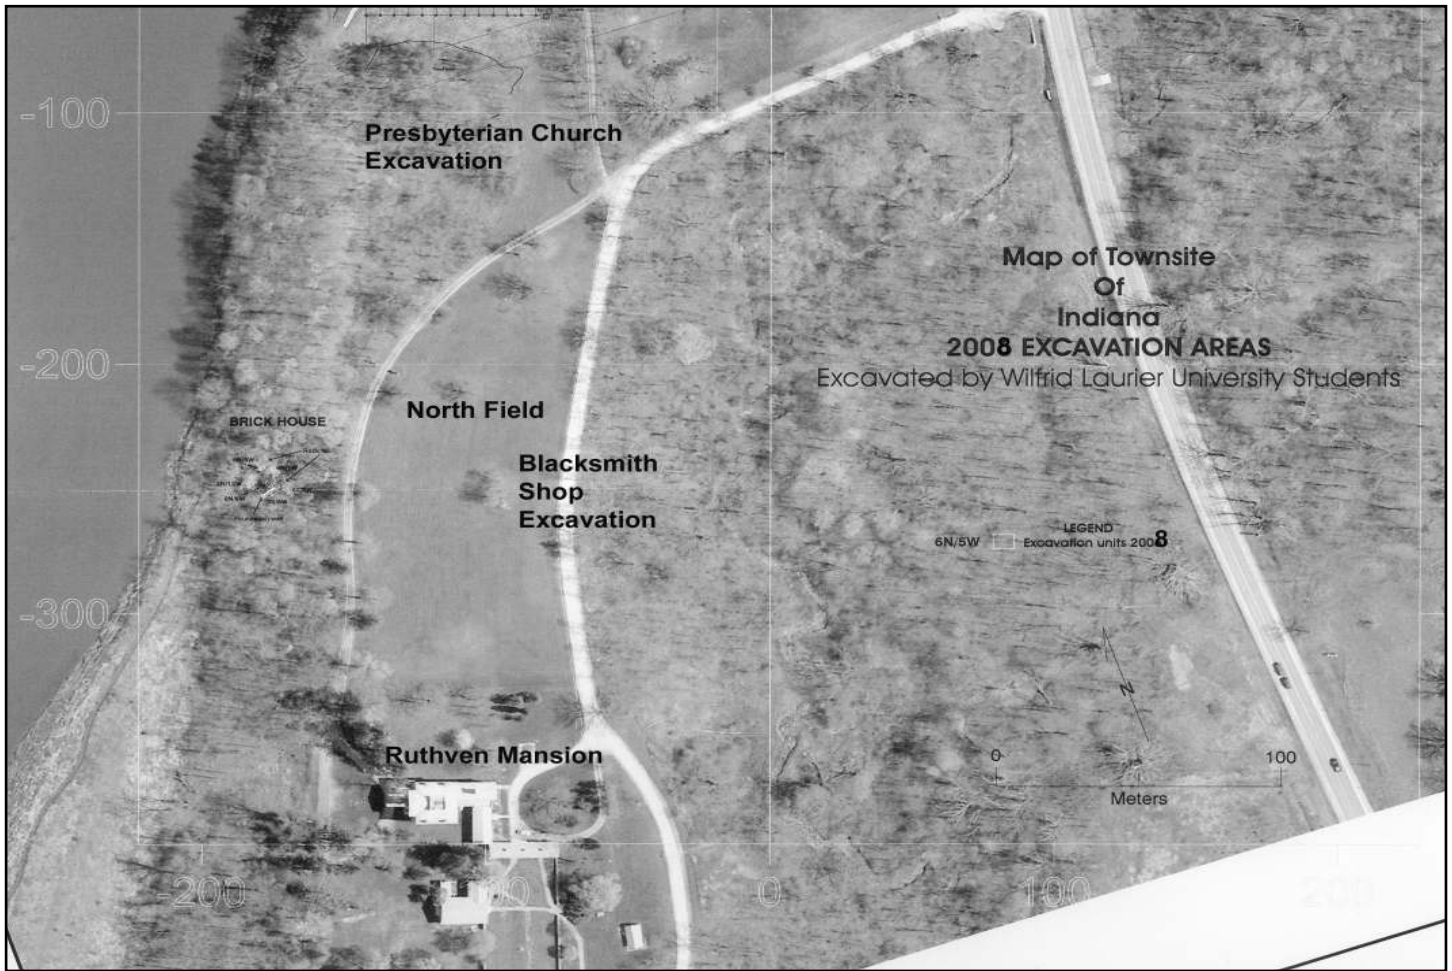 -100
Presbyterian Church
Excavation
Map of Townsite
Of
Indiana
2008 EXCAVATION AREAS
Excavated by Wilfrid Laurier University Students
-200
North Field
BRICK HOUSE
Blacksmith
Shop
Excavation
LEGEND
6N/5W Excavation units 2008
-300
N
Ruthven Mansion
0 100
Meters
-200 0 100 200